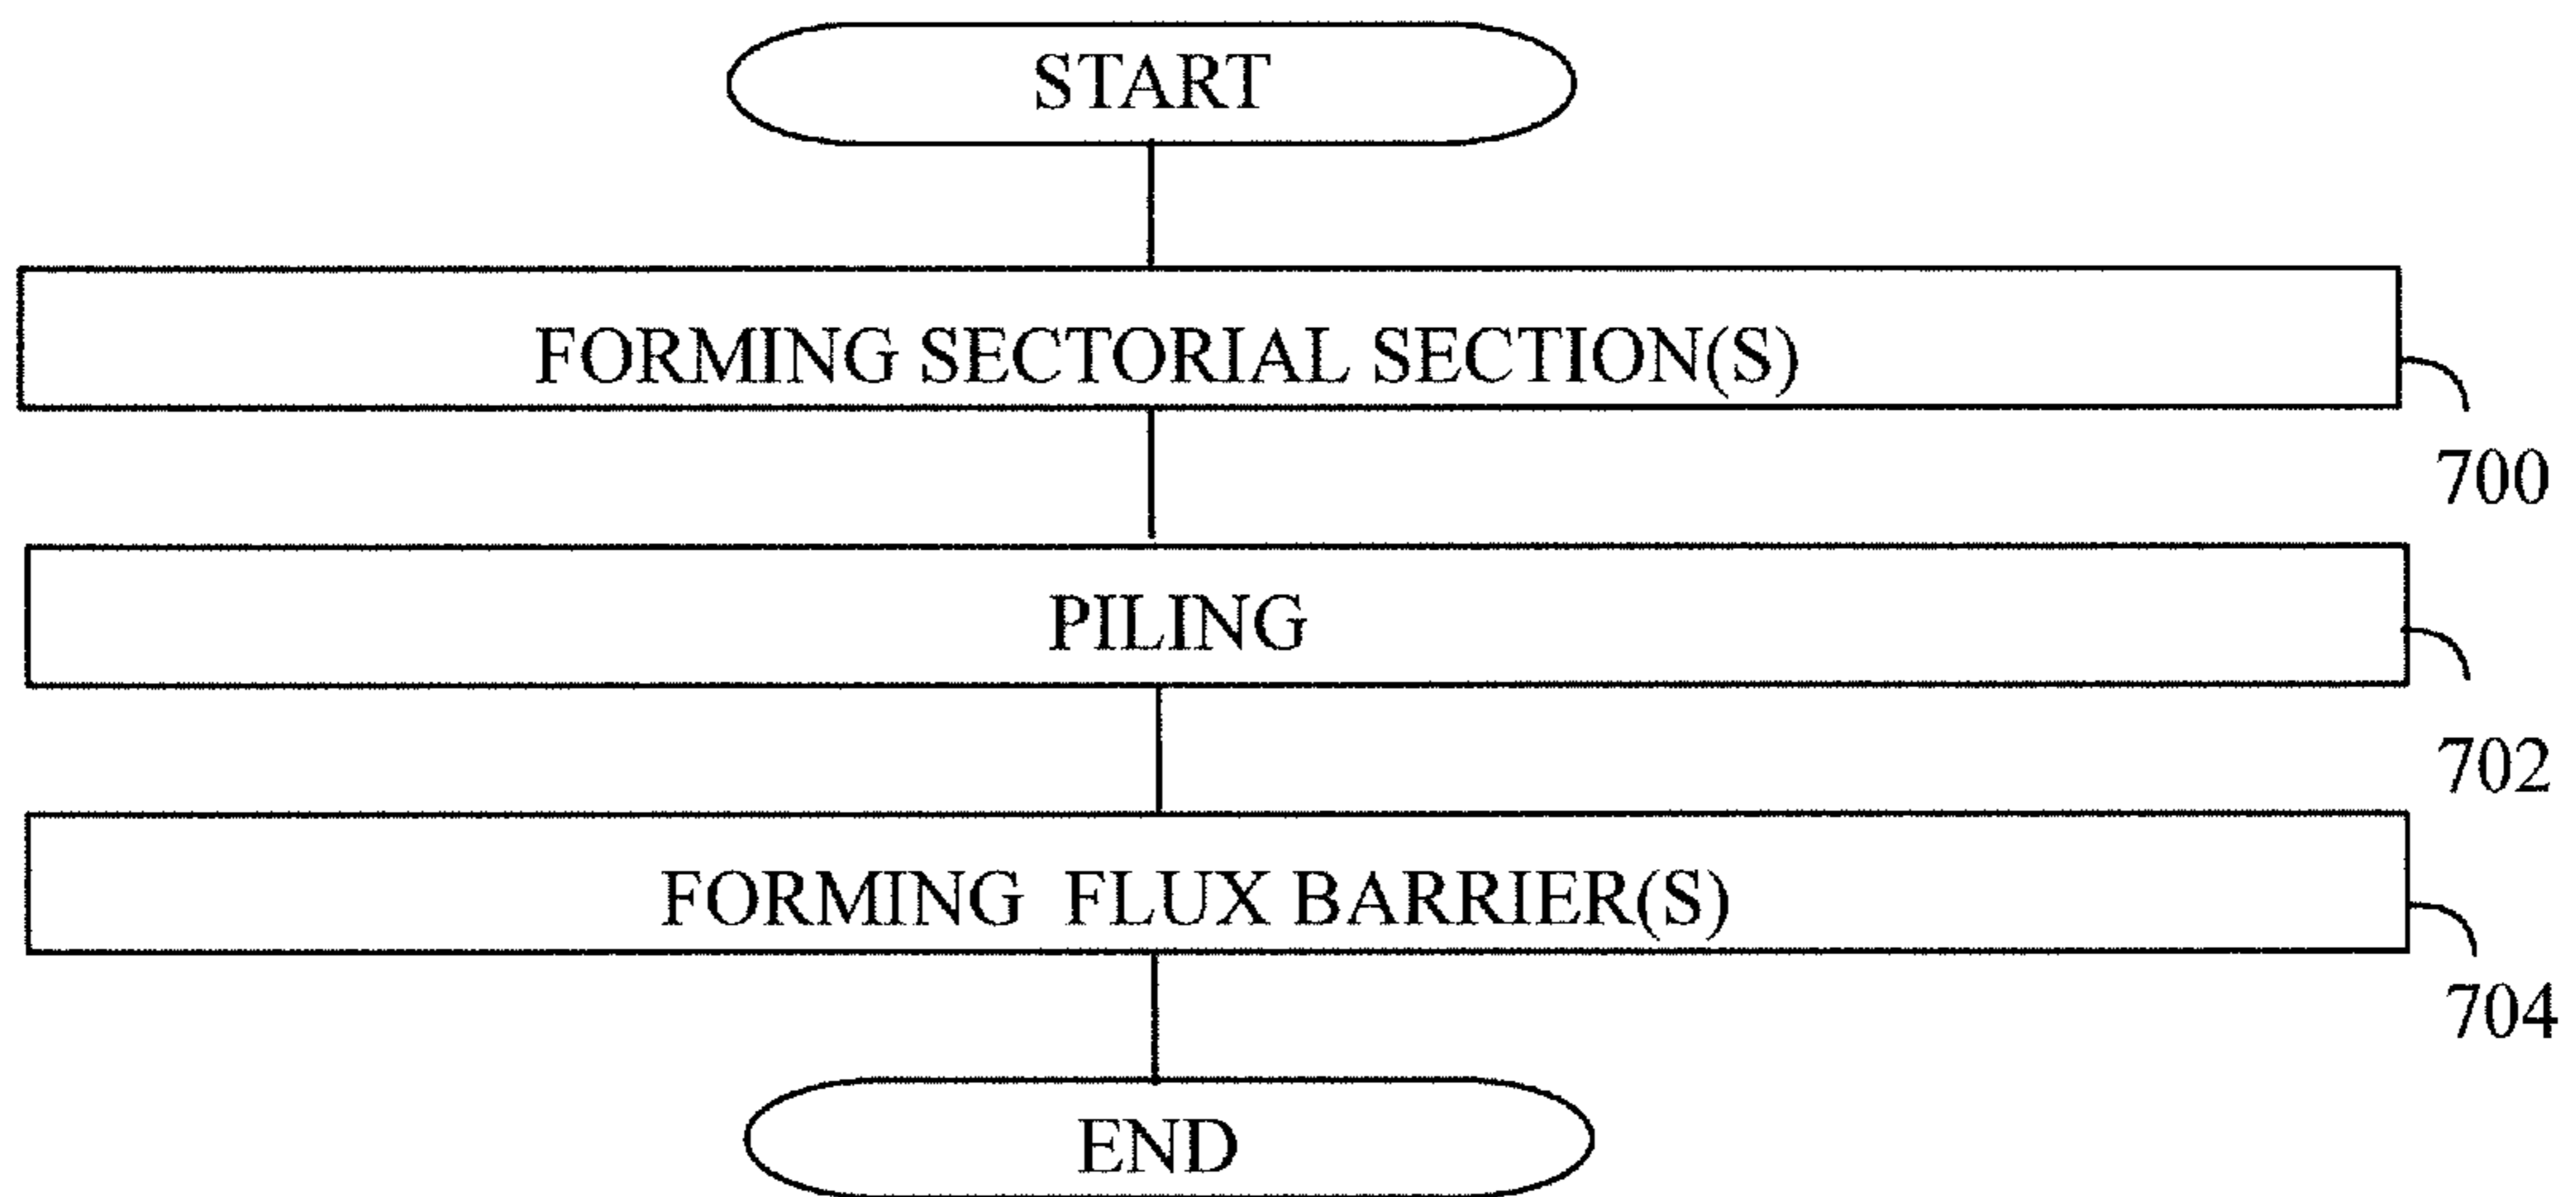 START
FORMING SECTORIAL SECTION(S)
700
PILING
702
FORMING FLUX BARRIER(S)
704
END